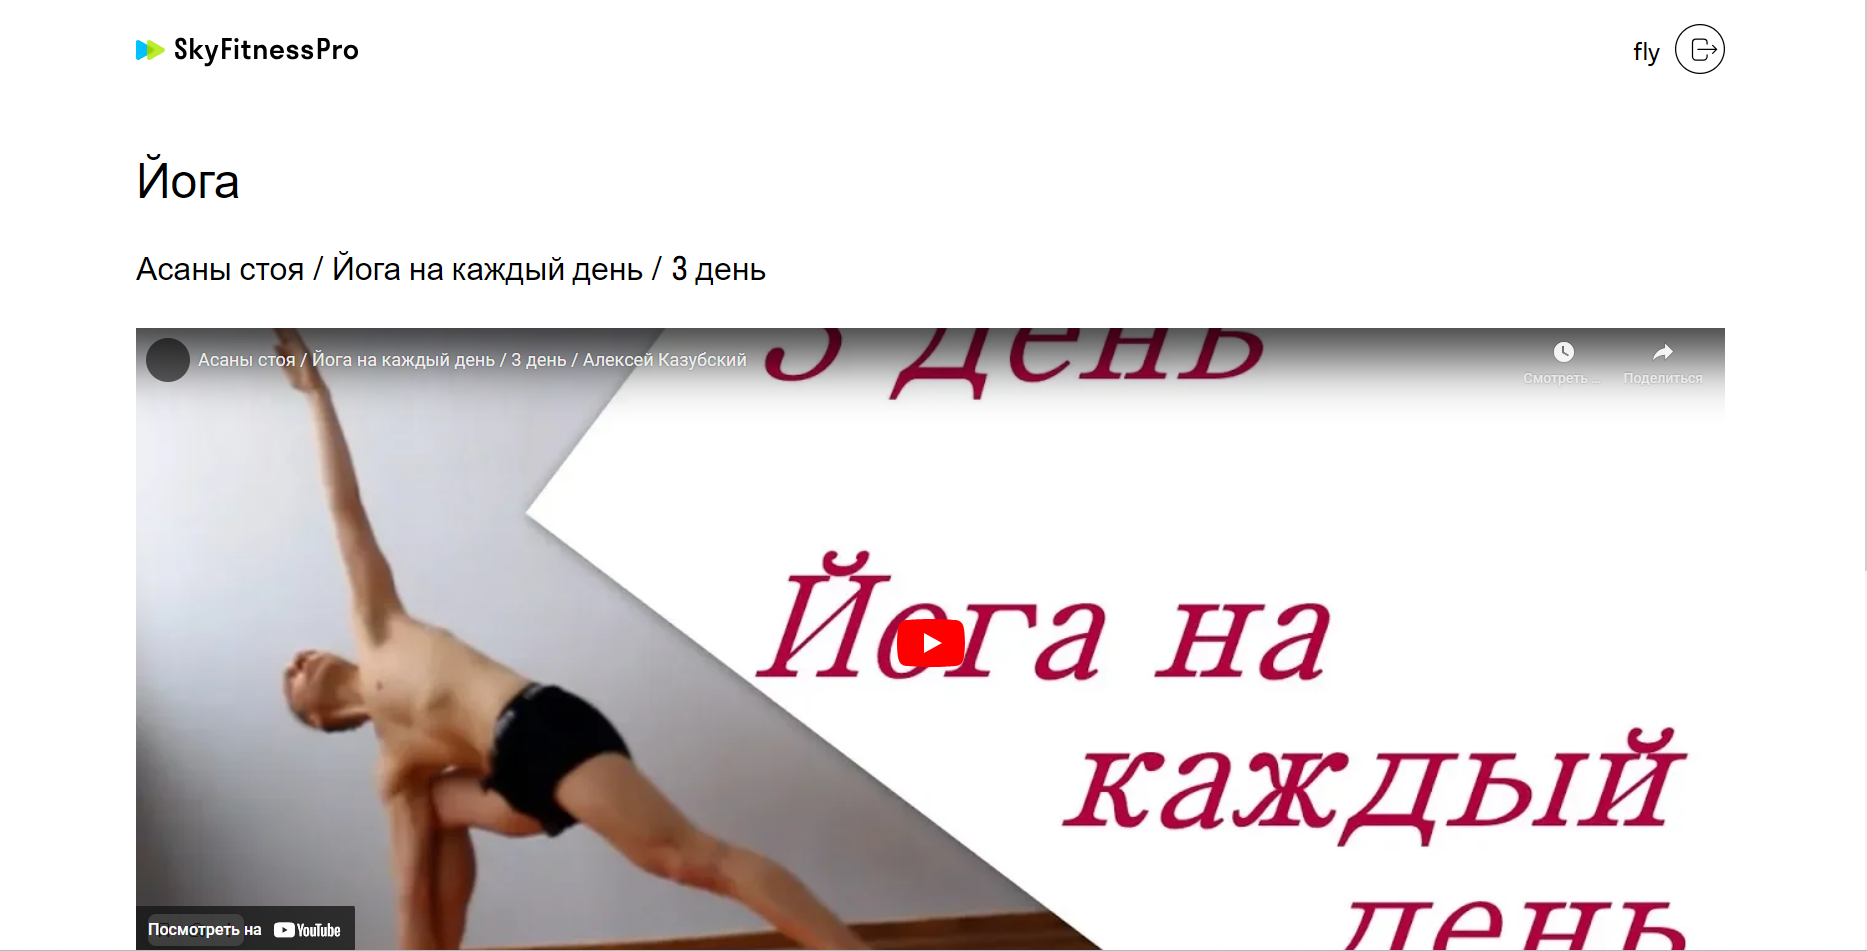 SkyFitnessPro
fly
Йога
Асаны стоя / Йога на каждый день / 3 день
Асаны стоя / Йога на каждый день / 3 день / Алексей Казубский
Смотреть ...
Поделиться
3 день
Йога на
каждый
день
Посмотреть на YouTube